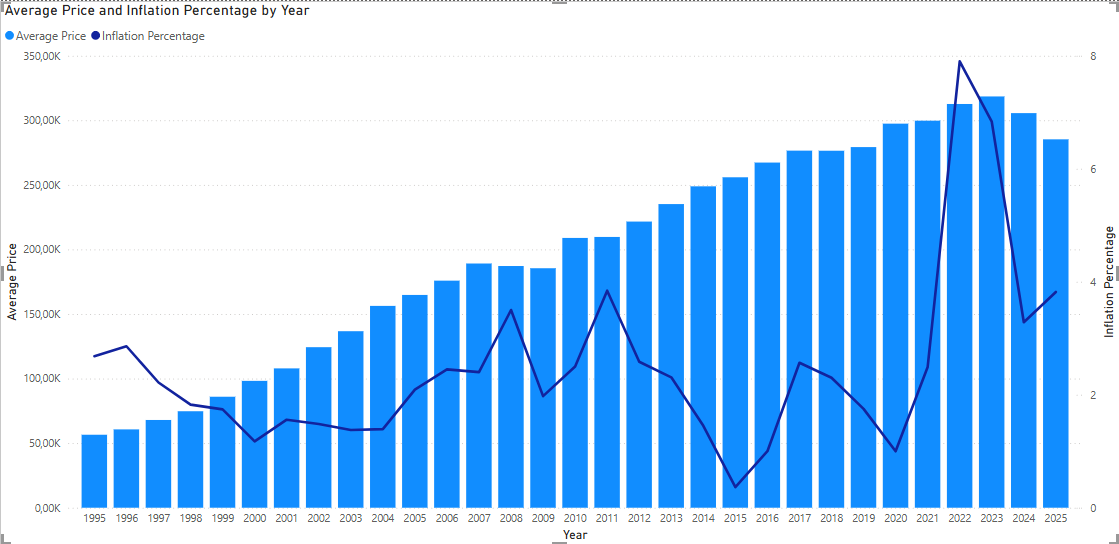 Average Price and Inflation Percentage by Year
Average Price Inflation Percentage
350,00K
300,00K
250,00K
200,00K
150,00K
100,00K
50,00K
0,00K
Average Price
8
6
4
2
0
Inflation Percentage
1995 1996 1997 1998 1999 2000 2001 2002 2003 2004 2005 2006 2007 2008 2009 2010 2011 2012 2013 2014 2015 2016 2017 2018 2019 2020 2021 2022 2023 2024 2025
Year